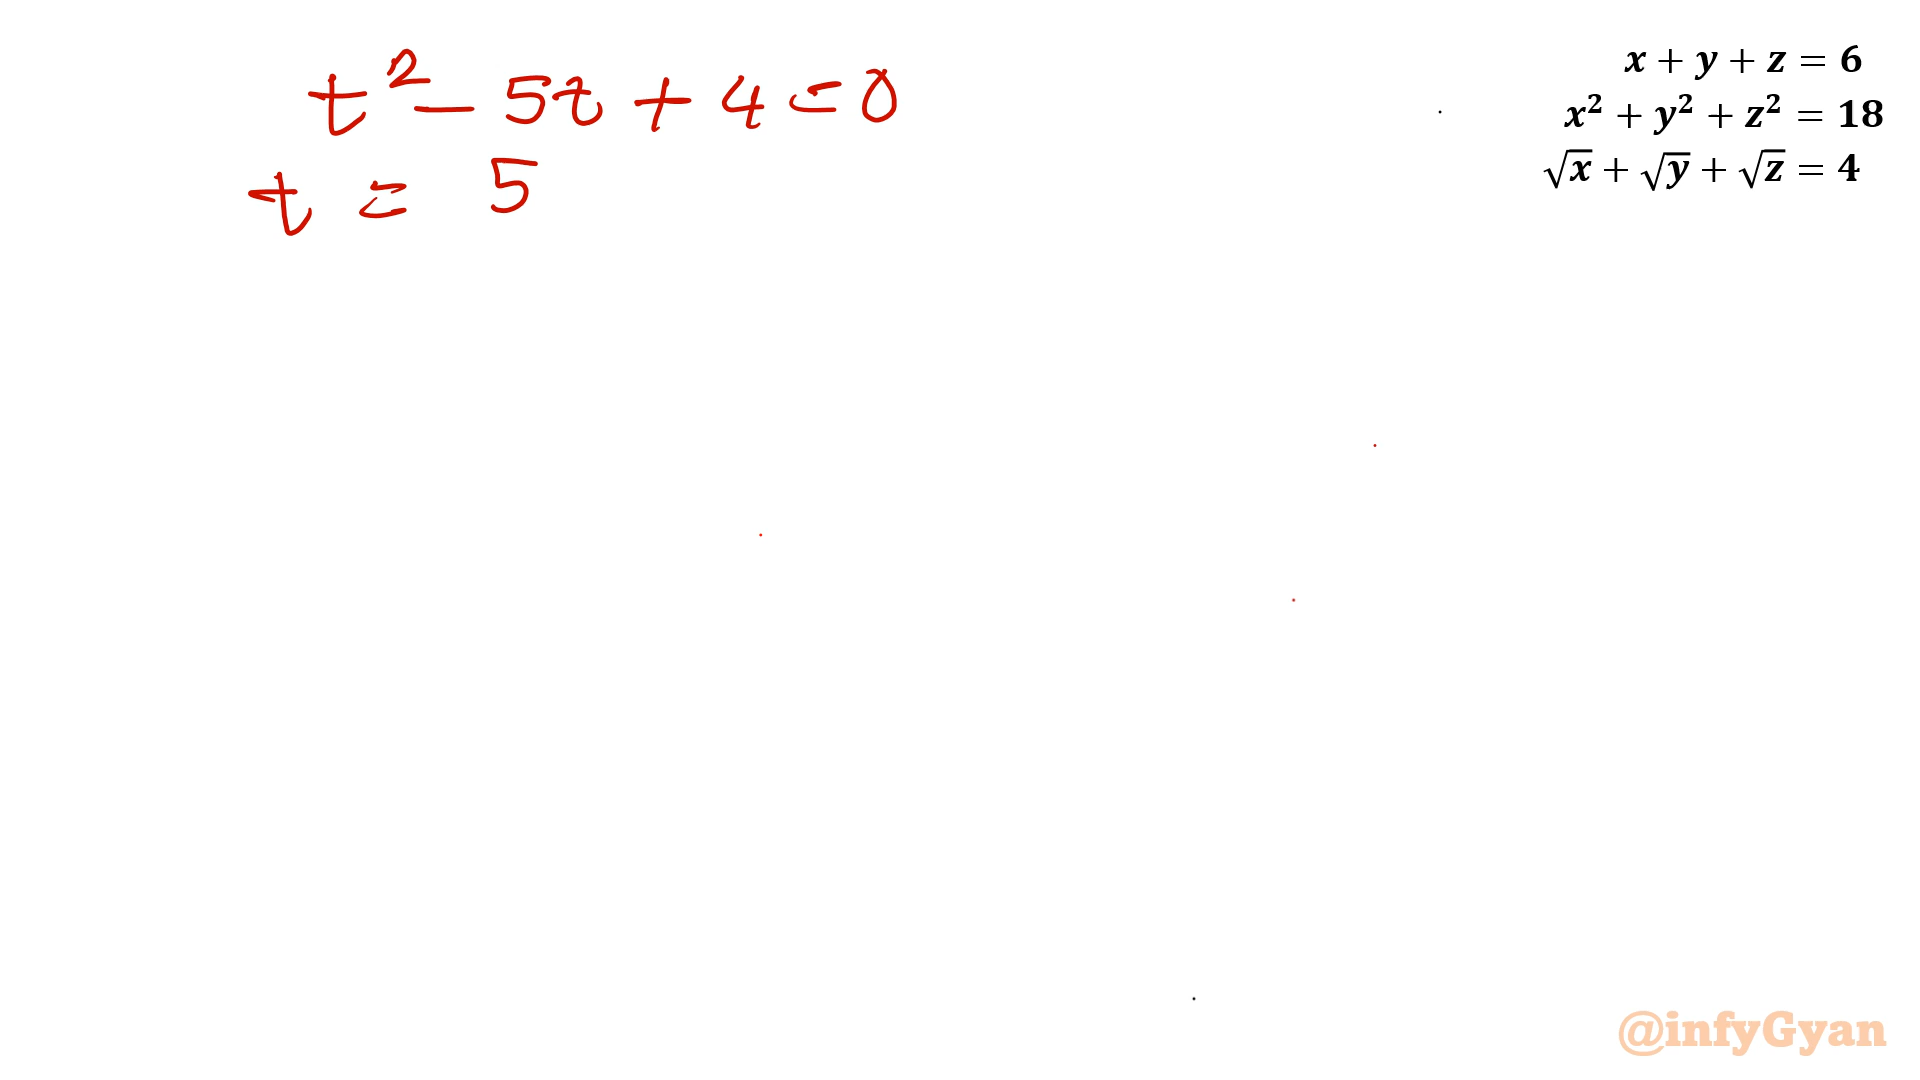 t² − 5t + 4 = 0
t = 5
x + y + z = 6
x² + y² + z² = 18
√x + √y + √z = 4
@infyGyan